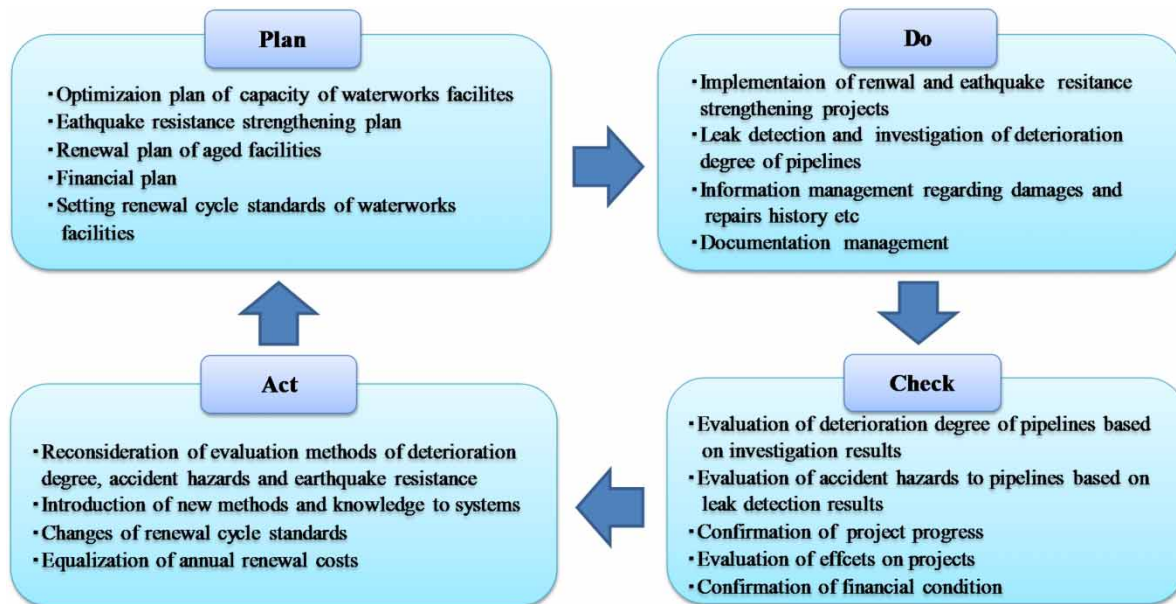 Plan
・Optimizaion plan of capacity of waterworks facilites
・Eathquake resistance strengthening plan
・Renewal plan of aged facilities
・Financial plan
・Setting renewal cycle standards of waterworks
facilities
Do
・Implementaion of renwal and eathquake resitance
strengthening projects
・Leak detection and investigation of deterioration
degree of pipelines
・Information management regarding damages and
repairs history etc
・Documentation management
Act
・Reconsideration of evaluation methods of deterioration
degree, accident hazards and earthquake resistance
・Introduction of new methods and knowledge to systems
・Changes of renewal cycle standards
・Equalization of annual renewal costs
Check
・Evaluation of deterioration degree of pipelines based
on investigation results
・Evaluation of accident hazards to pipelines based on
leak detection results
・Confirmation of project progress
・Evaluation of effcets on projects
・Confirmation of financial condition